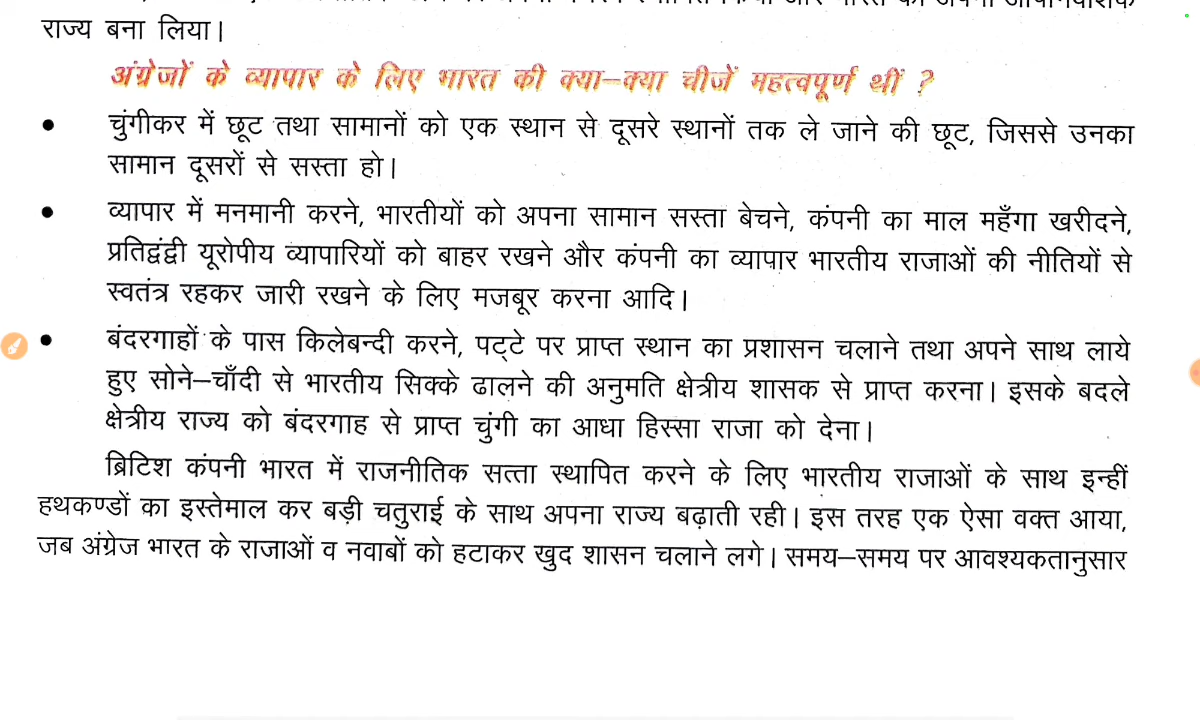 राज्य बना लिया।
अंग्रेजों के व्यापार के लिए भारत की क्या–क्या चीजें महत्वपूर्ण थीं ?
• चुंगीकर में छूट तथा सामानों को एक स्थान से दूसरे स्थानों तक ले जाने की छूट, जिससे उनका
सामान दूसरों से सस्ता हो।
• व्यापार में मनमानी करने, भारतीयों को अपना सामान सस्ता बेचने, कंपनी का माल महँगा खरीदने,
प्रतिद्वंद्वी यूरोपीय व्यापारियों को बाहर रखने और कंपनी का व्यापार भारतीय राजाओं की नीतियों से
स्वतंत्र रहकर जारी रखने के लिए मजबूर करना आदि।
• बंदरगाहों के पास किलेबन्दी करने, पट्टे पर प्राप्त स्थान का प्रशासन चलाने तथा अपने साथ लाये
हुए सोने–चाँदी से भारतीय सिक्के ढालने की अनुमति क्षेत्रीय शासक से प्राप्त करना। इसके बदले
क्षेत्रीय राज्य को बंदरगाह से प्राप्त चुंगी का आधा हिस्सा राजा को देना।
ब्रिटिश कंपनी भारत में राजनीतिक सत्ता स्थापित करने के लिए भारतीय राजाओं के साथ इन्हीं
हथकण्डों का इस्तेमाल कर बड़ी चतुराई के साथ अपना राज्य बढ़ाती रही। इस तरह एक ऐसा वक्त आया,
जब अंग्रेज भारत के राजाओं व नवाबों को हटाकर खुद शासन चलाने लगे। समय–समय पर आवश्यकतानुसार